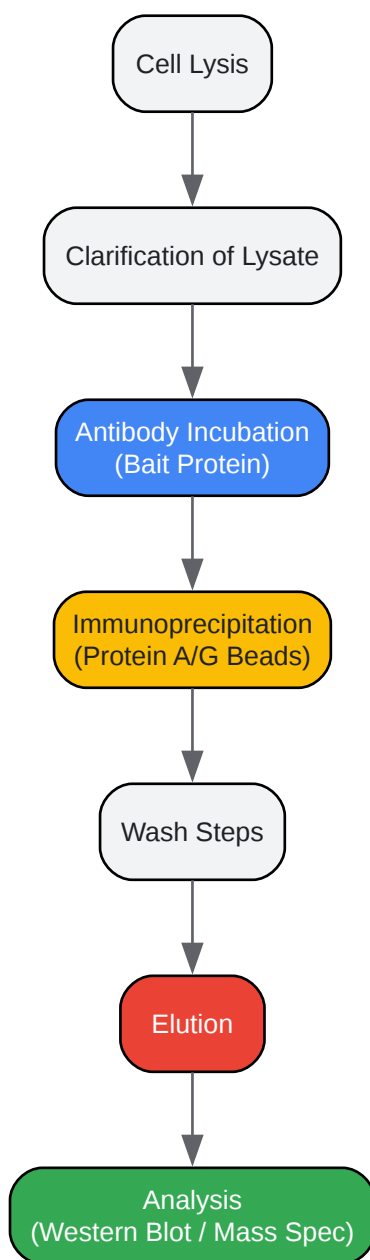 Cell Lysis
Clarification of Lysate
Antibody Incubation
(Bait Protein)
Immunoprecipitation
(Protein A/G Beads)
Wash Steps
Elution
Analysis
(Western Blot / Mass Spec)